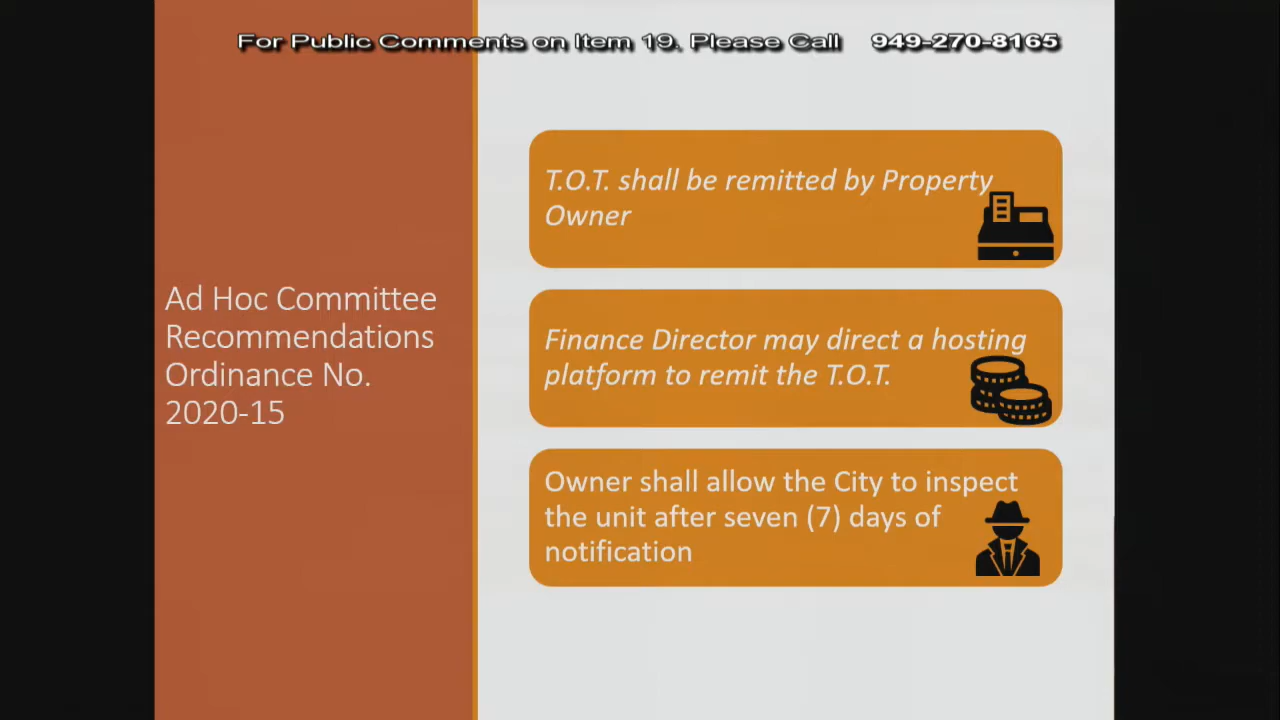 For Public Comments on Item 19. Please Call 949-270-8165
Ad Hoc Committee
Recommendations
Ordinance No.
2020-15
T.O.T. shall be remitted by Property
Owner
Finance Director may direct a hosting
platform to remit the T.O.T.
Owner shall allow the City to inspect
the unit after seven (7) days of
notification